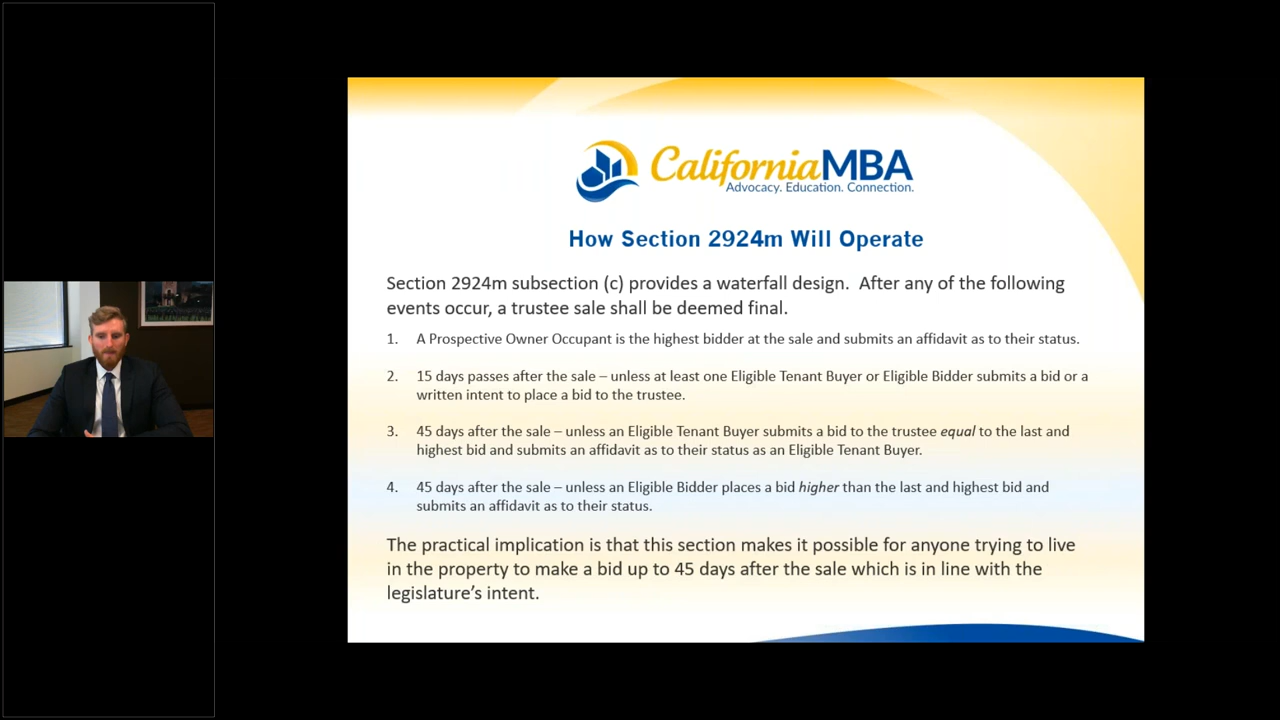 California MBA
Advocacy. Education. Connection.
How Section 2924m Will Operate
Section 2924m subsection (c) provides a waterfall design.  After any of the following
events occur, a trustee sale shall be deemed final.
1. A Prospective Owner Occupant is the highest bidder at the sale and submits an affidavit as to their status.
2. 15 days passes after the sale – unless at least one Eligible Tenant Buyer or Eligible Bidder submits a bid or a
written intent to place a bid to the trustee.
3. 45 days after the sale – unless an Eligible Tenant Buyer submits a bid to the trustee equal to the last and
highest bid and submits an affidavit as to their status as an Eligible Tenant Buyer.
4. 45 days after the sale – unless an Eligible Bidder places a bid higher than the last and highest bid and
submits an affidavit as to their status.
The practical implication is that this section makes it possible for anyone trying to live
in the property to make a bid up to 45 days after the sale which is in line with the
legislature's intent.